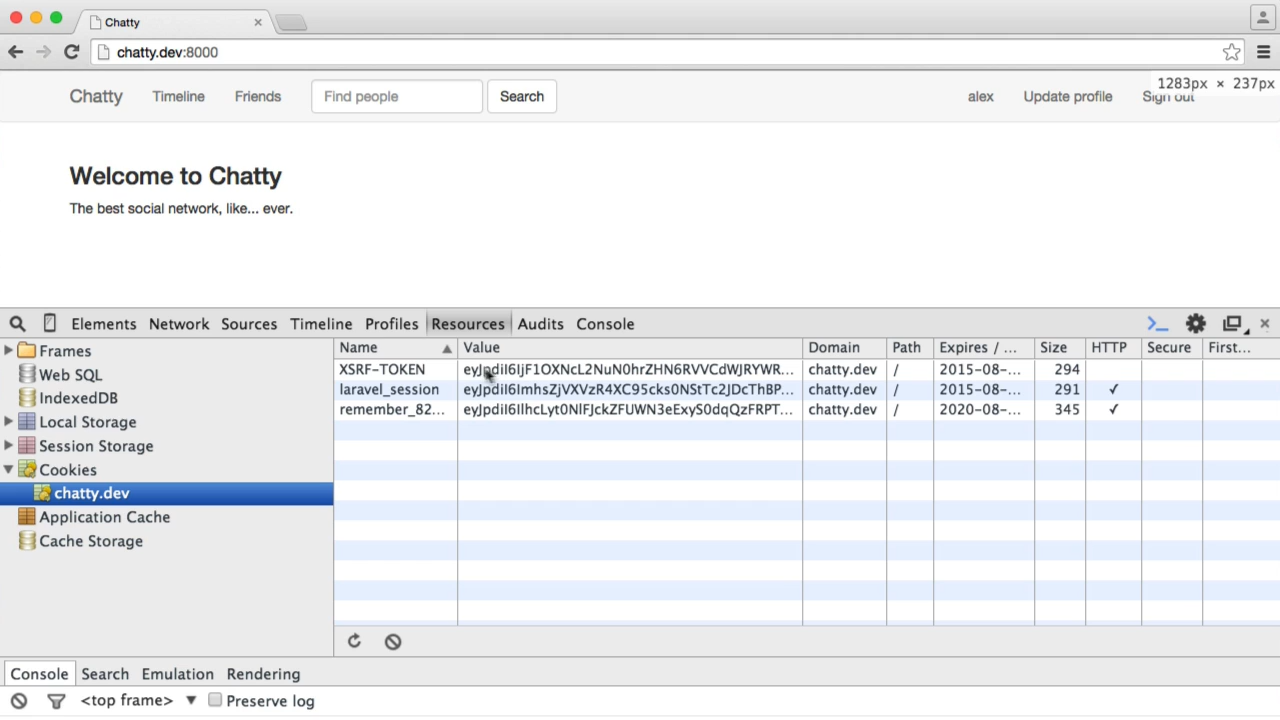 Chatty
chatty.dev:8000
1283px × 237px
Chatty Timeline Friends Find people Search alex Update profile Sign out
Welcome to Chatty
The best social network, like... ever.
Elements Network Sources Timeline Profiles Resources Audits Console
Frames
Web SQL
IndexedDB
Local Storage
Session Storage
Cookies
chatty.dev
Application Cache
Cache Storage
Name Value Domain Path Expires / ... Size HTTP Secure First...
XSRF-TOKEN chatty.dev / 2015-08-... 294
laravel_session chatty.dev / 2015-08-... 291 ✓
remember_82... chatty.dev / 2020-08-... 345 ✓
Console Search Emulation Rendering
<top frame> ▼ Preserve log